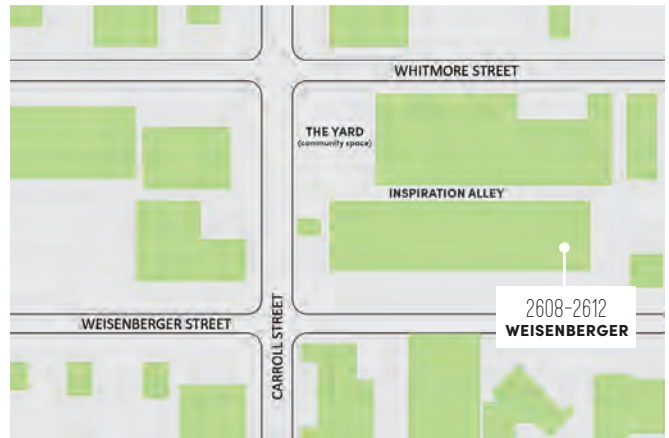 WHITMORE STREET
THE YARD
(community space)
INSPIRATION ALLEY
2608–2612
WEISENBERGER
WEISENBERGER STREET
CARROLL STREET